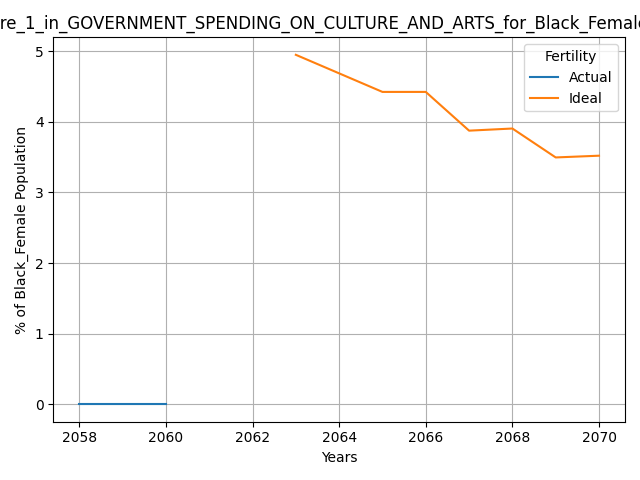 re_1_in_GOVERNMENT_SPENDING_ON_CULTURE_AND_ARTS_for_Black_Female
5
4
3
2
1
0
% of Black_Female Population
Fertility
Actual
Ideal
2058 2060 2062 2064 2066 2068 2070
Years